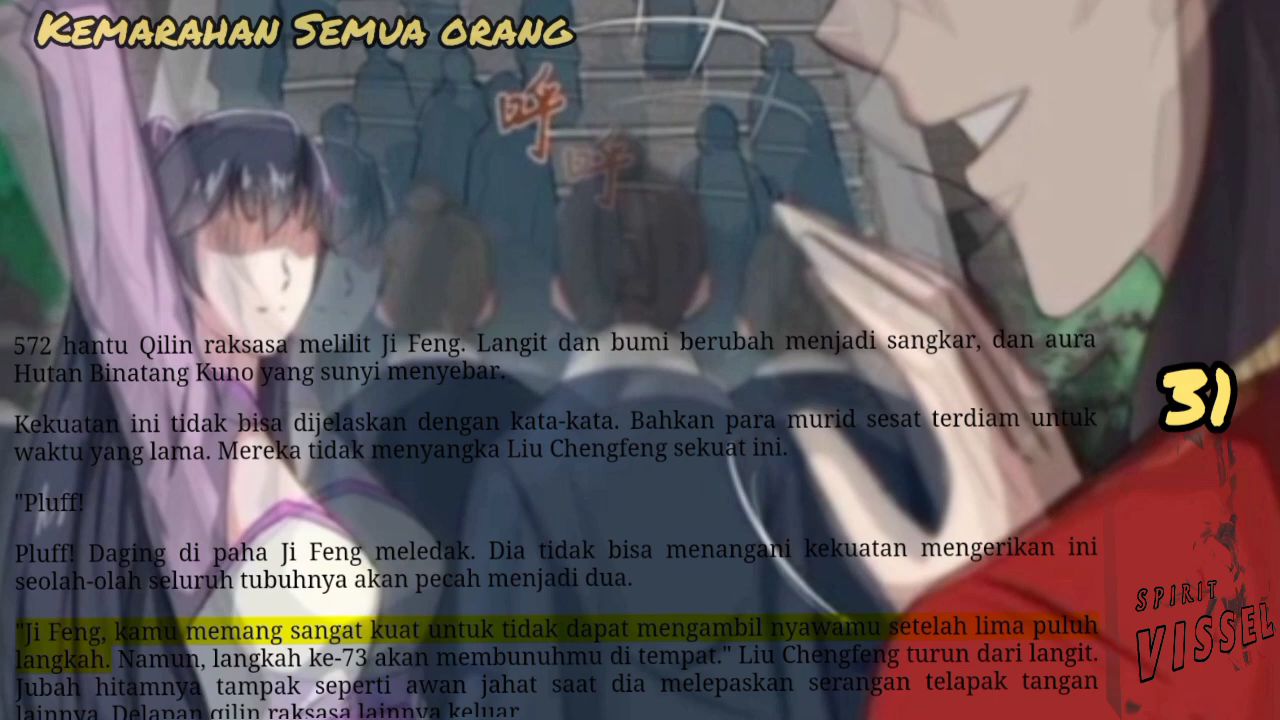 Kemarahan Semua orang
呼
呼
572 hantu Qilin raksasa melilit Ji Feng. Langit dan bumi berubah menjadi sangkar, dan aura
Hutan Binatang Kuno yang sunyi menyebar.
Kekuatan ini tidak bisa dijelaskan dengan kata-kata. Bahkan para murid sesat terdiam untuk
waktu yang lama. Mereka tidak menyangka Liu Chengfeng sekuat ini.
"Pluff!
Pluff! Daging di paha Ji Feng meledak. Dia tidak bisa menangani kekuatan mengerikan ini
seolah-olah seluruh tubuhnya akan pecah menjadi dua.
"Ji Feng, kamu memang sangat kuat untuk tidak dapat mengambil nyawamu setelah lima puluh
langkah. Namun, langkah ke-73 akan membunuhmu di tempat." Liu Chengfeng turun dari langit.
Jubah hitamnya tampak seperti awan jahat saat dia melepaskan serangan telapak tangan
lainnya. Delapan qilin raksasa lainnya keluar
31
SPIRIT
VISSEL